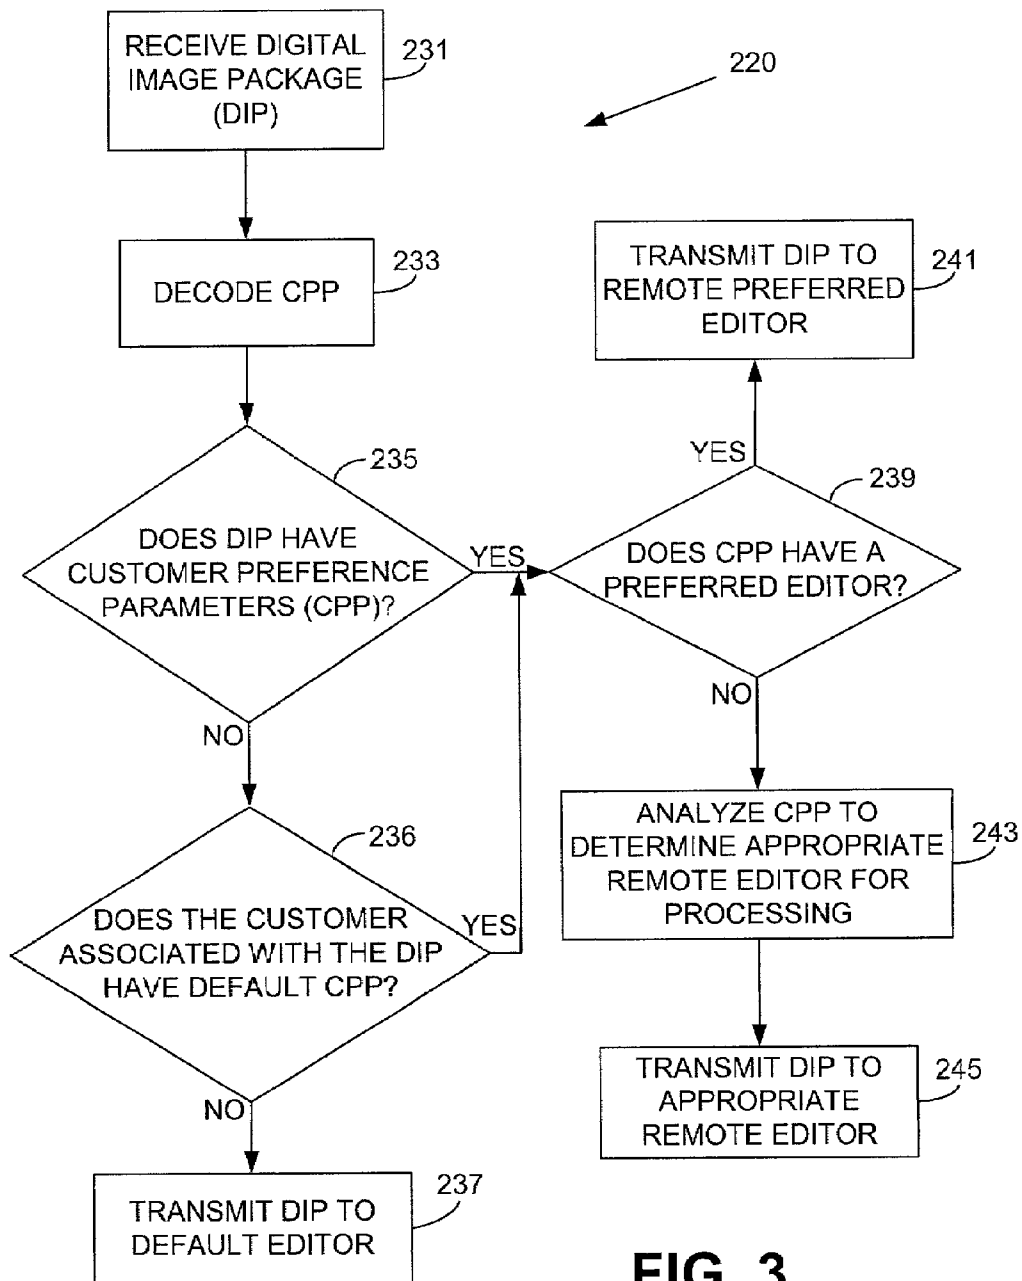 RECEIVE DIGITAL
IMAGE PACKAGE
(DIP)
231
220
DECODE CPP
233
TRANSMIT DIP TO
REMOTE PREFERRED
EDITOR
241
235
DOES DIP HAVE
CUSTOMER PREFERENCE
PARAMETERS (CPP)?
YES
NO
YES
239
DOES CPP HAVE A
PREFERRED EDITOR?
NO
236
DOES THE CUSTOMER
ASSOCIATED WITH THE DIP
HAVE DEFAULT CPP?
YES
NO
ANALYZE CPP TO
DETERMINE APPROPRIATE
REMOTE EDITOR FOR
PROCESSING
243
TRANSMIT DIP TO
APPROPRIATE
REMOTE EDITOR
245
TRANSMIT DIP TO
DEFAULT EDITOR
237
FIG. 3